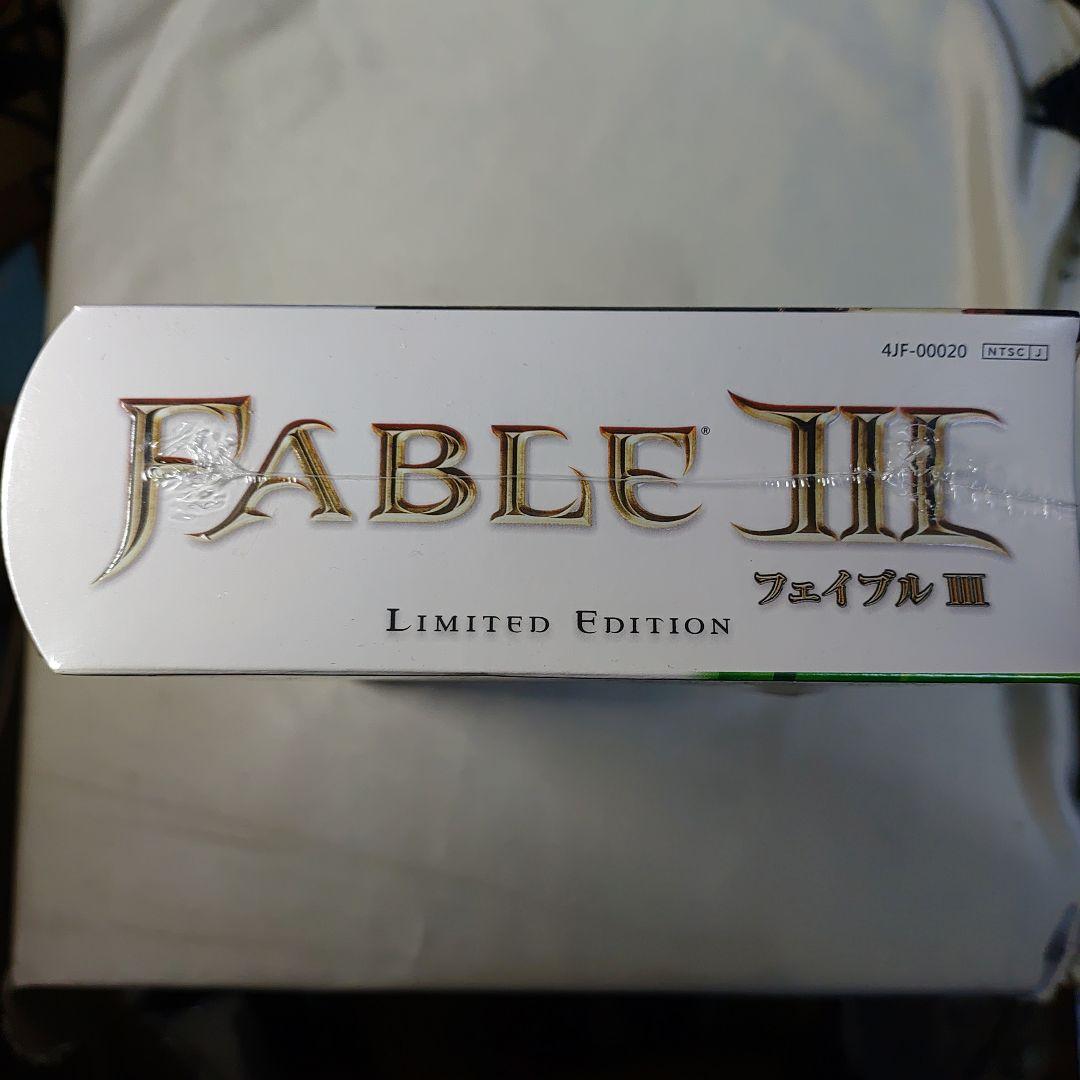 4JF-00020 NTSC J
FABLE® III
フェイブル III
LIMITED EDITION